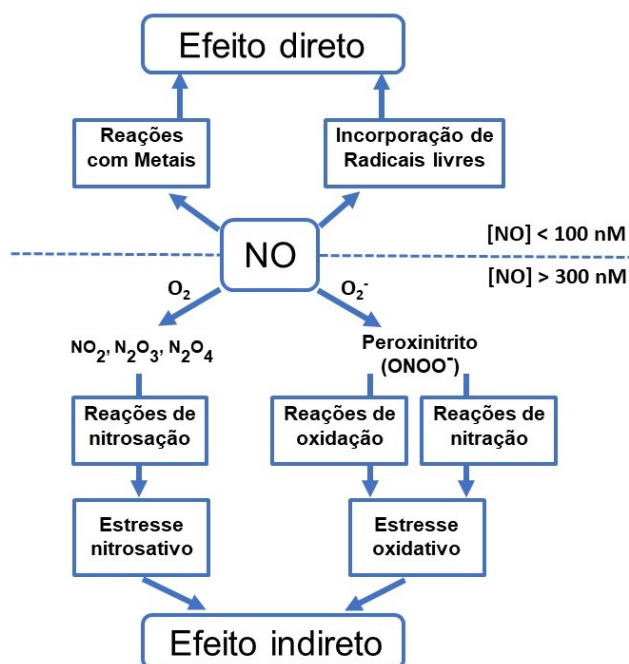 Efeito direto
Reações
com Metais
Incorporação de
Radicais livres
NO
[NO] < 100 nM
[NO] > 300 nM
O₂
O₂⁻
NO₂, N₂O₃, N₂O₄
Peroxinitrito
(ONOO⁻)
Reações de
nitrosação
Reações de
oxidação
Reações de
nitração
Estresse
nitrosativo
Estresse
oxidativo
Efeito indireto